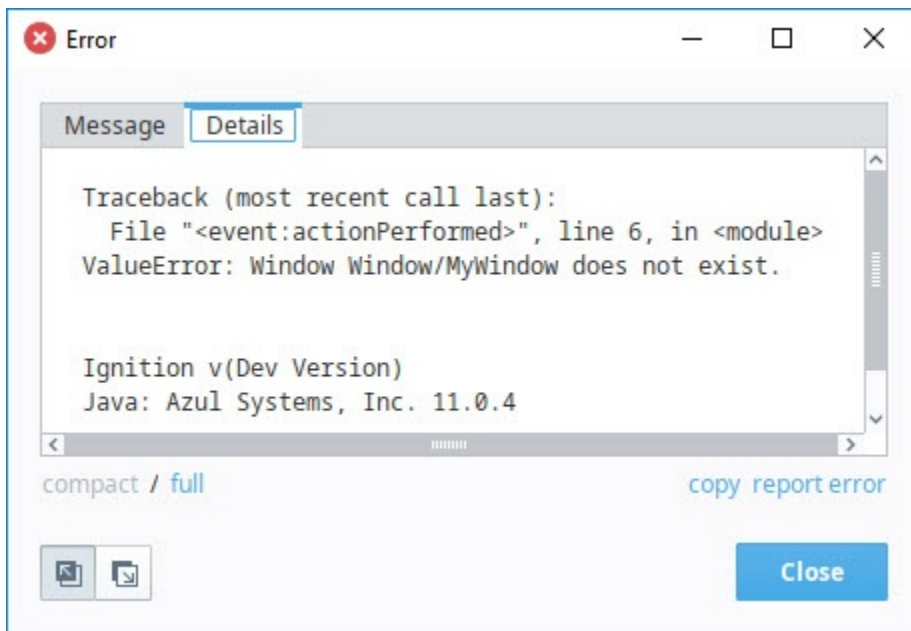 Error
Message Details
Traceback (most recent call last):
  File "<event:actionPerformed>", line 6, in <module>
ValueError: Window Window/MyWindow does not exist.
Ignition v(Dev Version)
Java: Azul Systems, Inc. 11.0.4
compact / full copy report error
Close